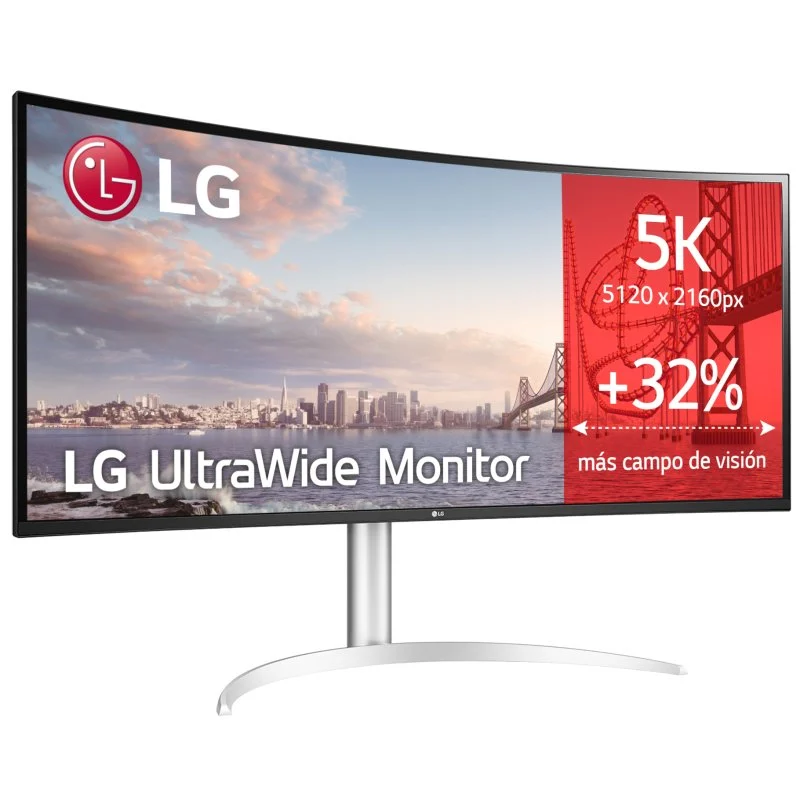 LG
5K
5120 x 2160px
+32%
más campo de visión
LG UltraWide Monitor
LG